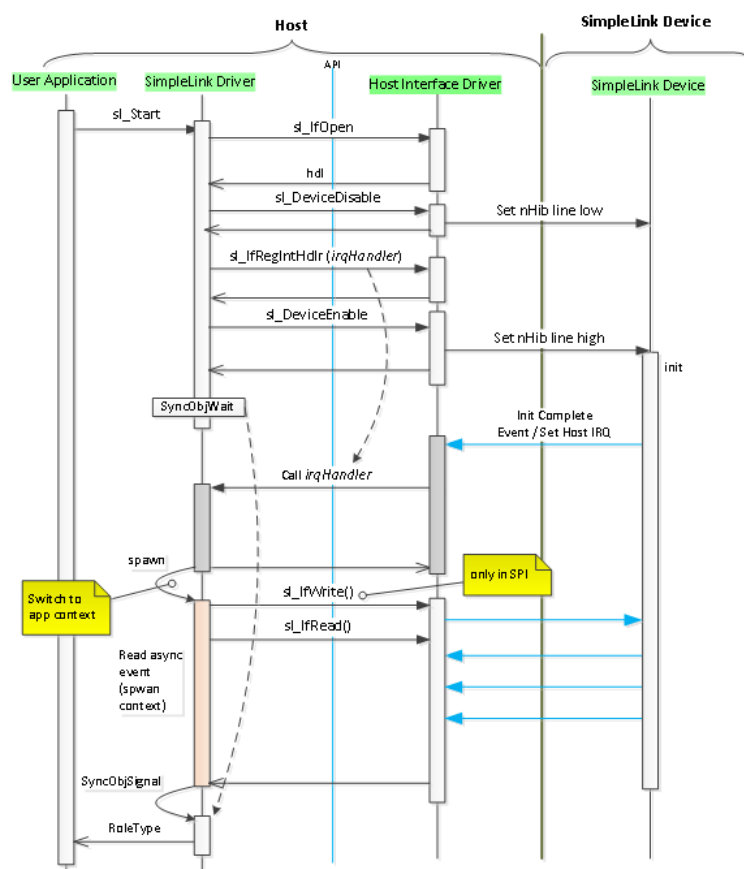 Host
SimpleLink Device
API
User Application
SimpleLink Driver
Host Interface Driver
SimpleLink Device
sl_Start
sl_IfOpen
hdl
sl_DeviceDisable
Set nHib line low
sl_IfRegIntHdlr (irqHandler)
sl_DeviceEnable
Set nHib line high
init
SyncObjWait
Init Complete
Event / Set Host IRQ
Call irqHandler
spawn
only in SPI
Switch to
app context
sl_IfWrite()
sl_IfRead()
Read async
event
(spwan
context)
SyncObjSignal
RoleType